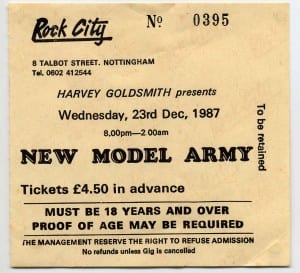 Rock City
Nº 0395
8 TALBOT STREET, NOTTINGHAM
Tel. 0602 412544
HARVEY GOLDSMITH presents
Wednesday, 23rd Dec, 1987
8.00pm—2 00am
NEW MODEL ARMY
Tickets £4.50 in advance
To be retained
MUST BE 18 YEARS AND OVER
PROOF OF AGE MAY BE REQUIRED
THE MANAGEMENT RESERVE THE RIGHT TO REFUSE ADMISSION
No refunds unless Gig is cancelled